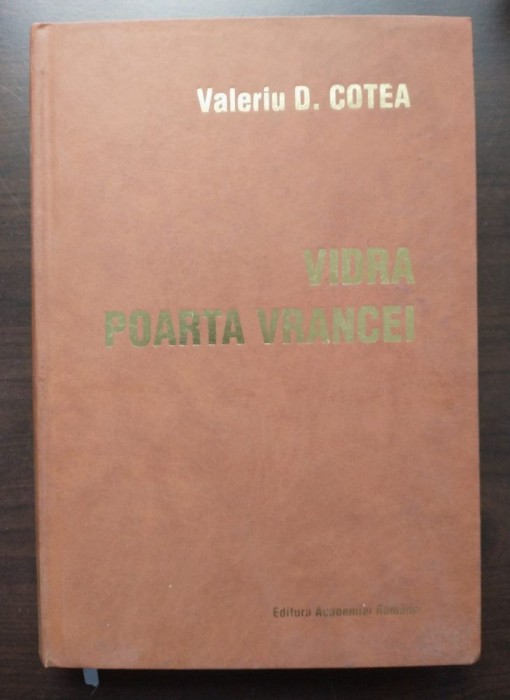 Valeriu D. COTEA
VIDRA
POARTA VRANCEI
Editura Academiei Române